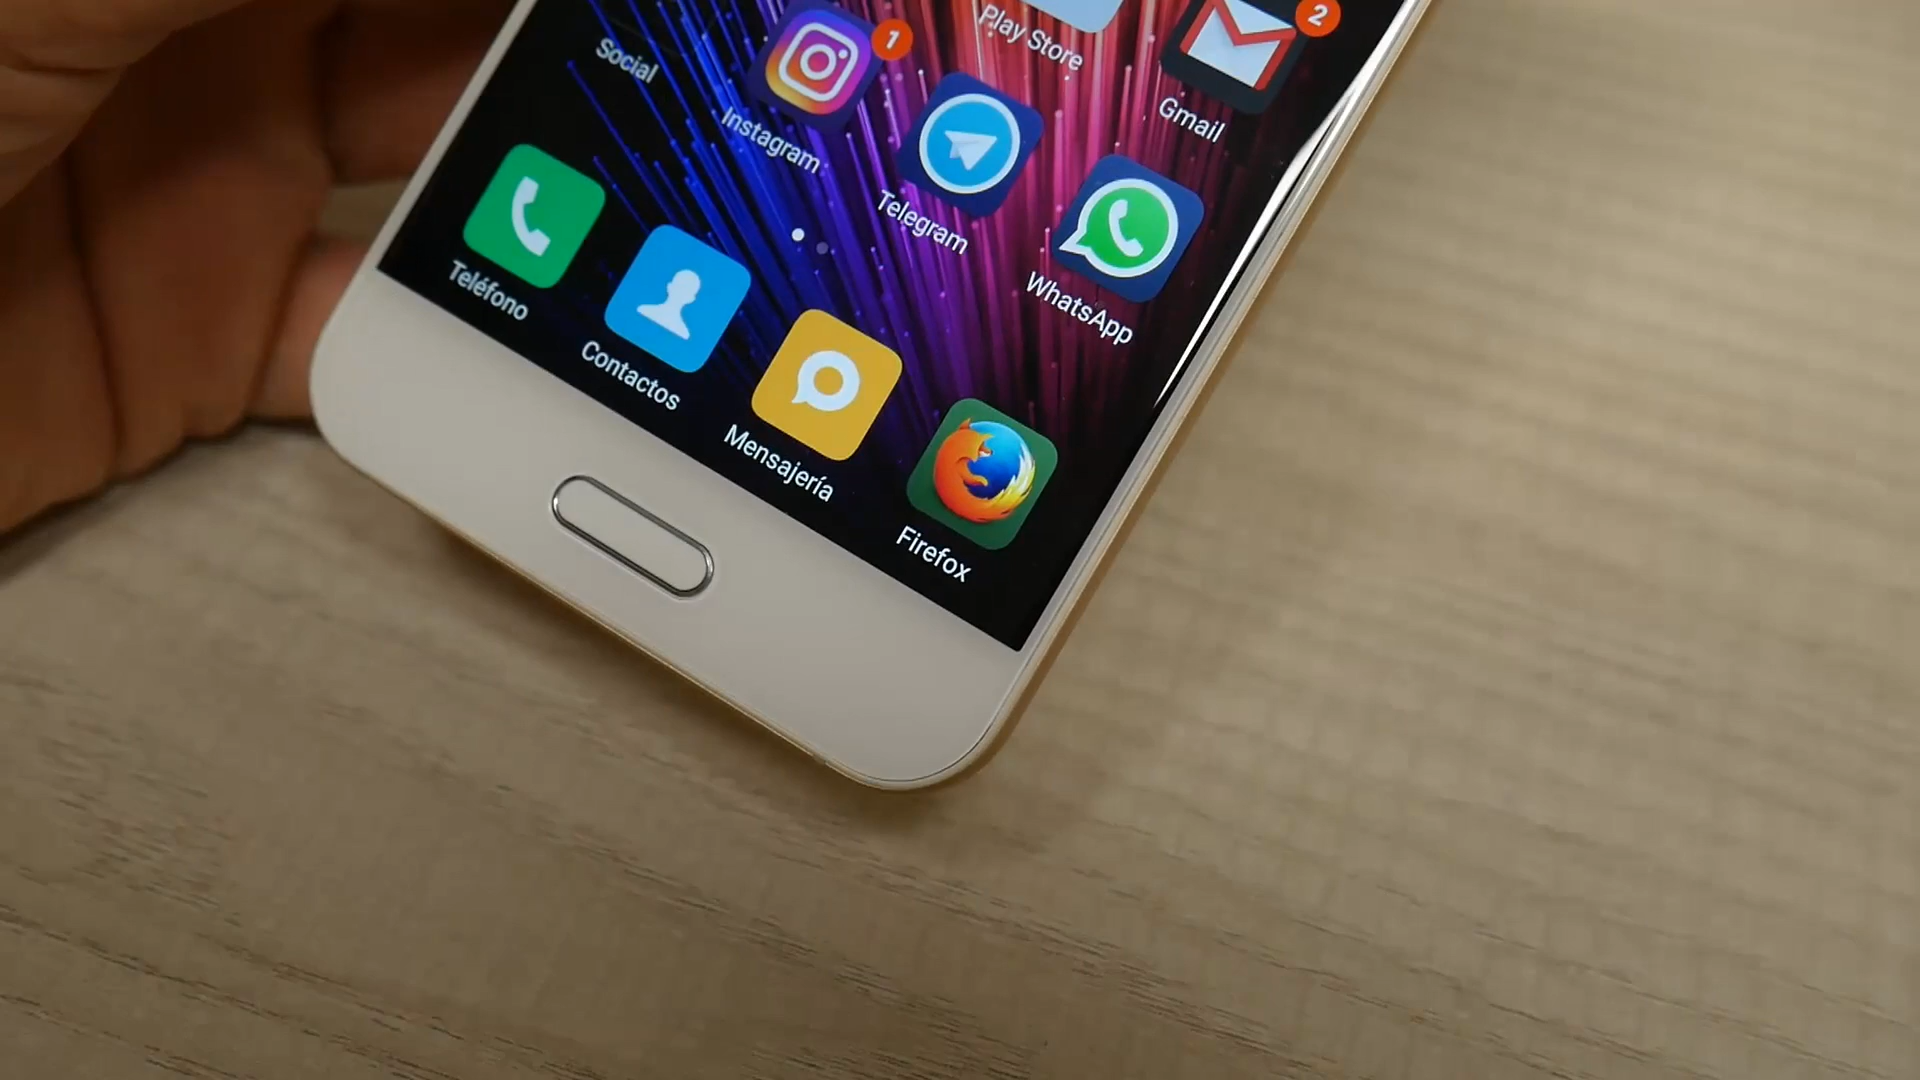 Play Store
2
Social
1
Instagram
Telegram
Gmail
WhatsApp
Teléfono
Contactos
Mensajería
Firefox